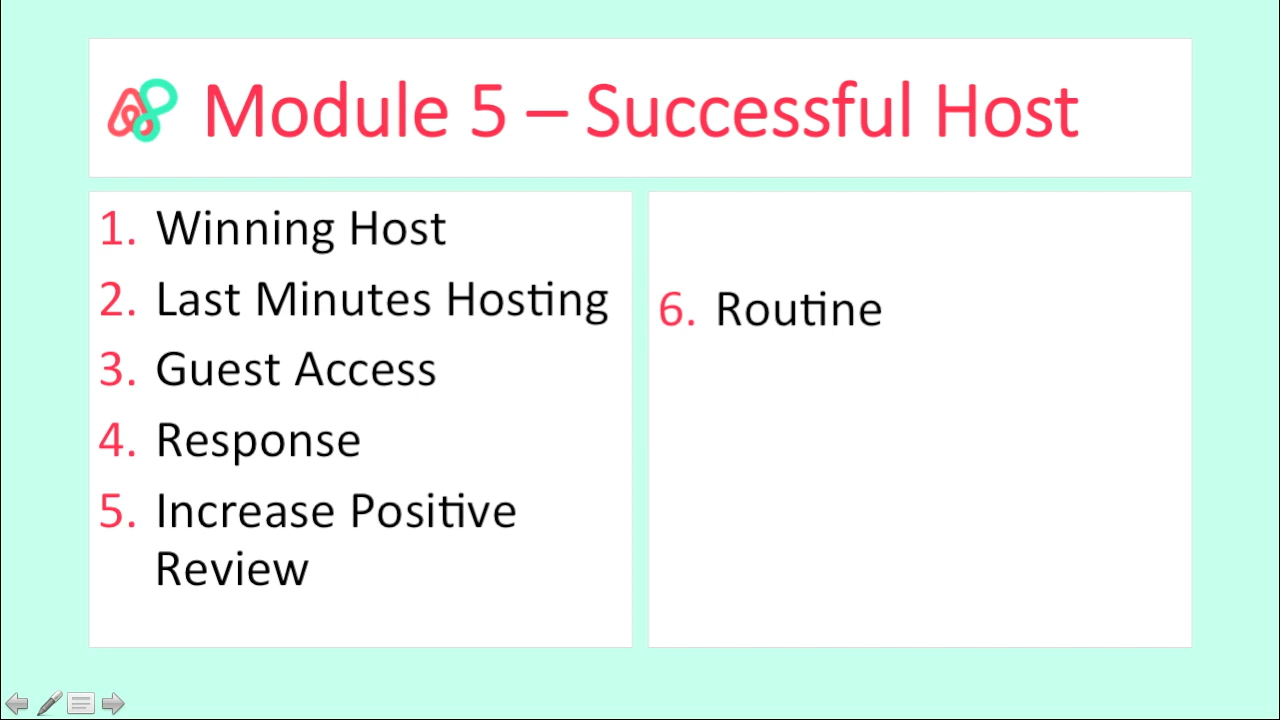 Module 5 – Successful Host
1. Winning Host
2. Last Minutes Hosting
3. Guest Access
4. Response
5. Increase Positive
Review
6. Routine